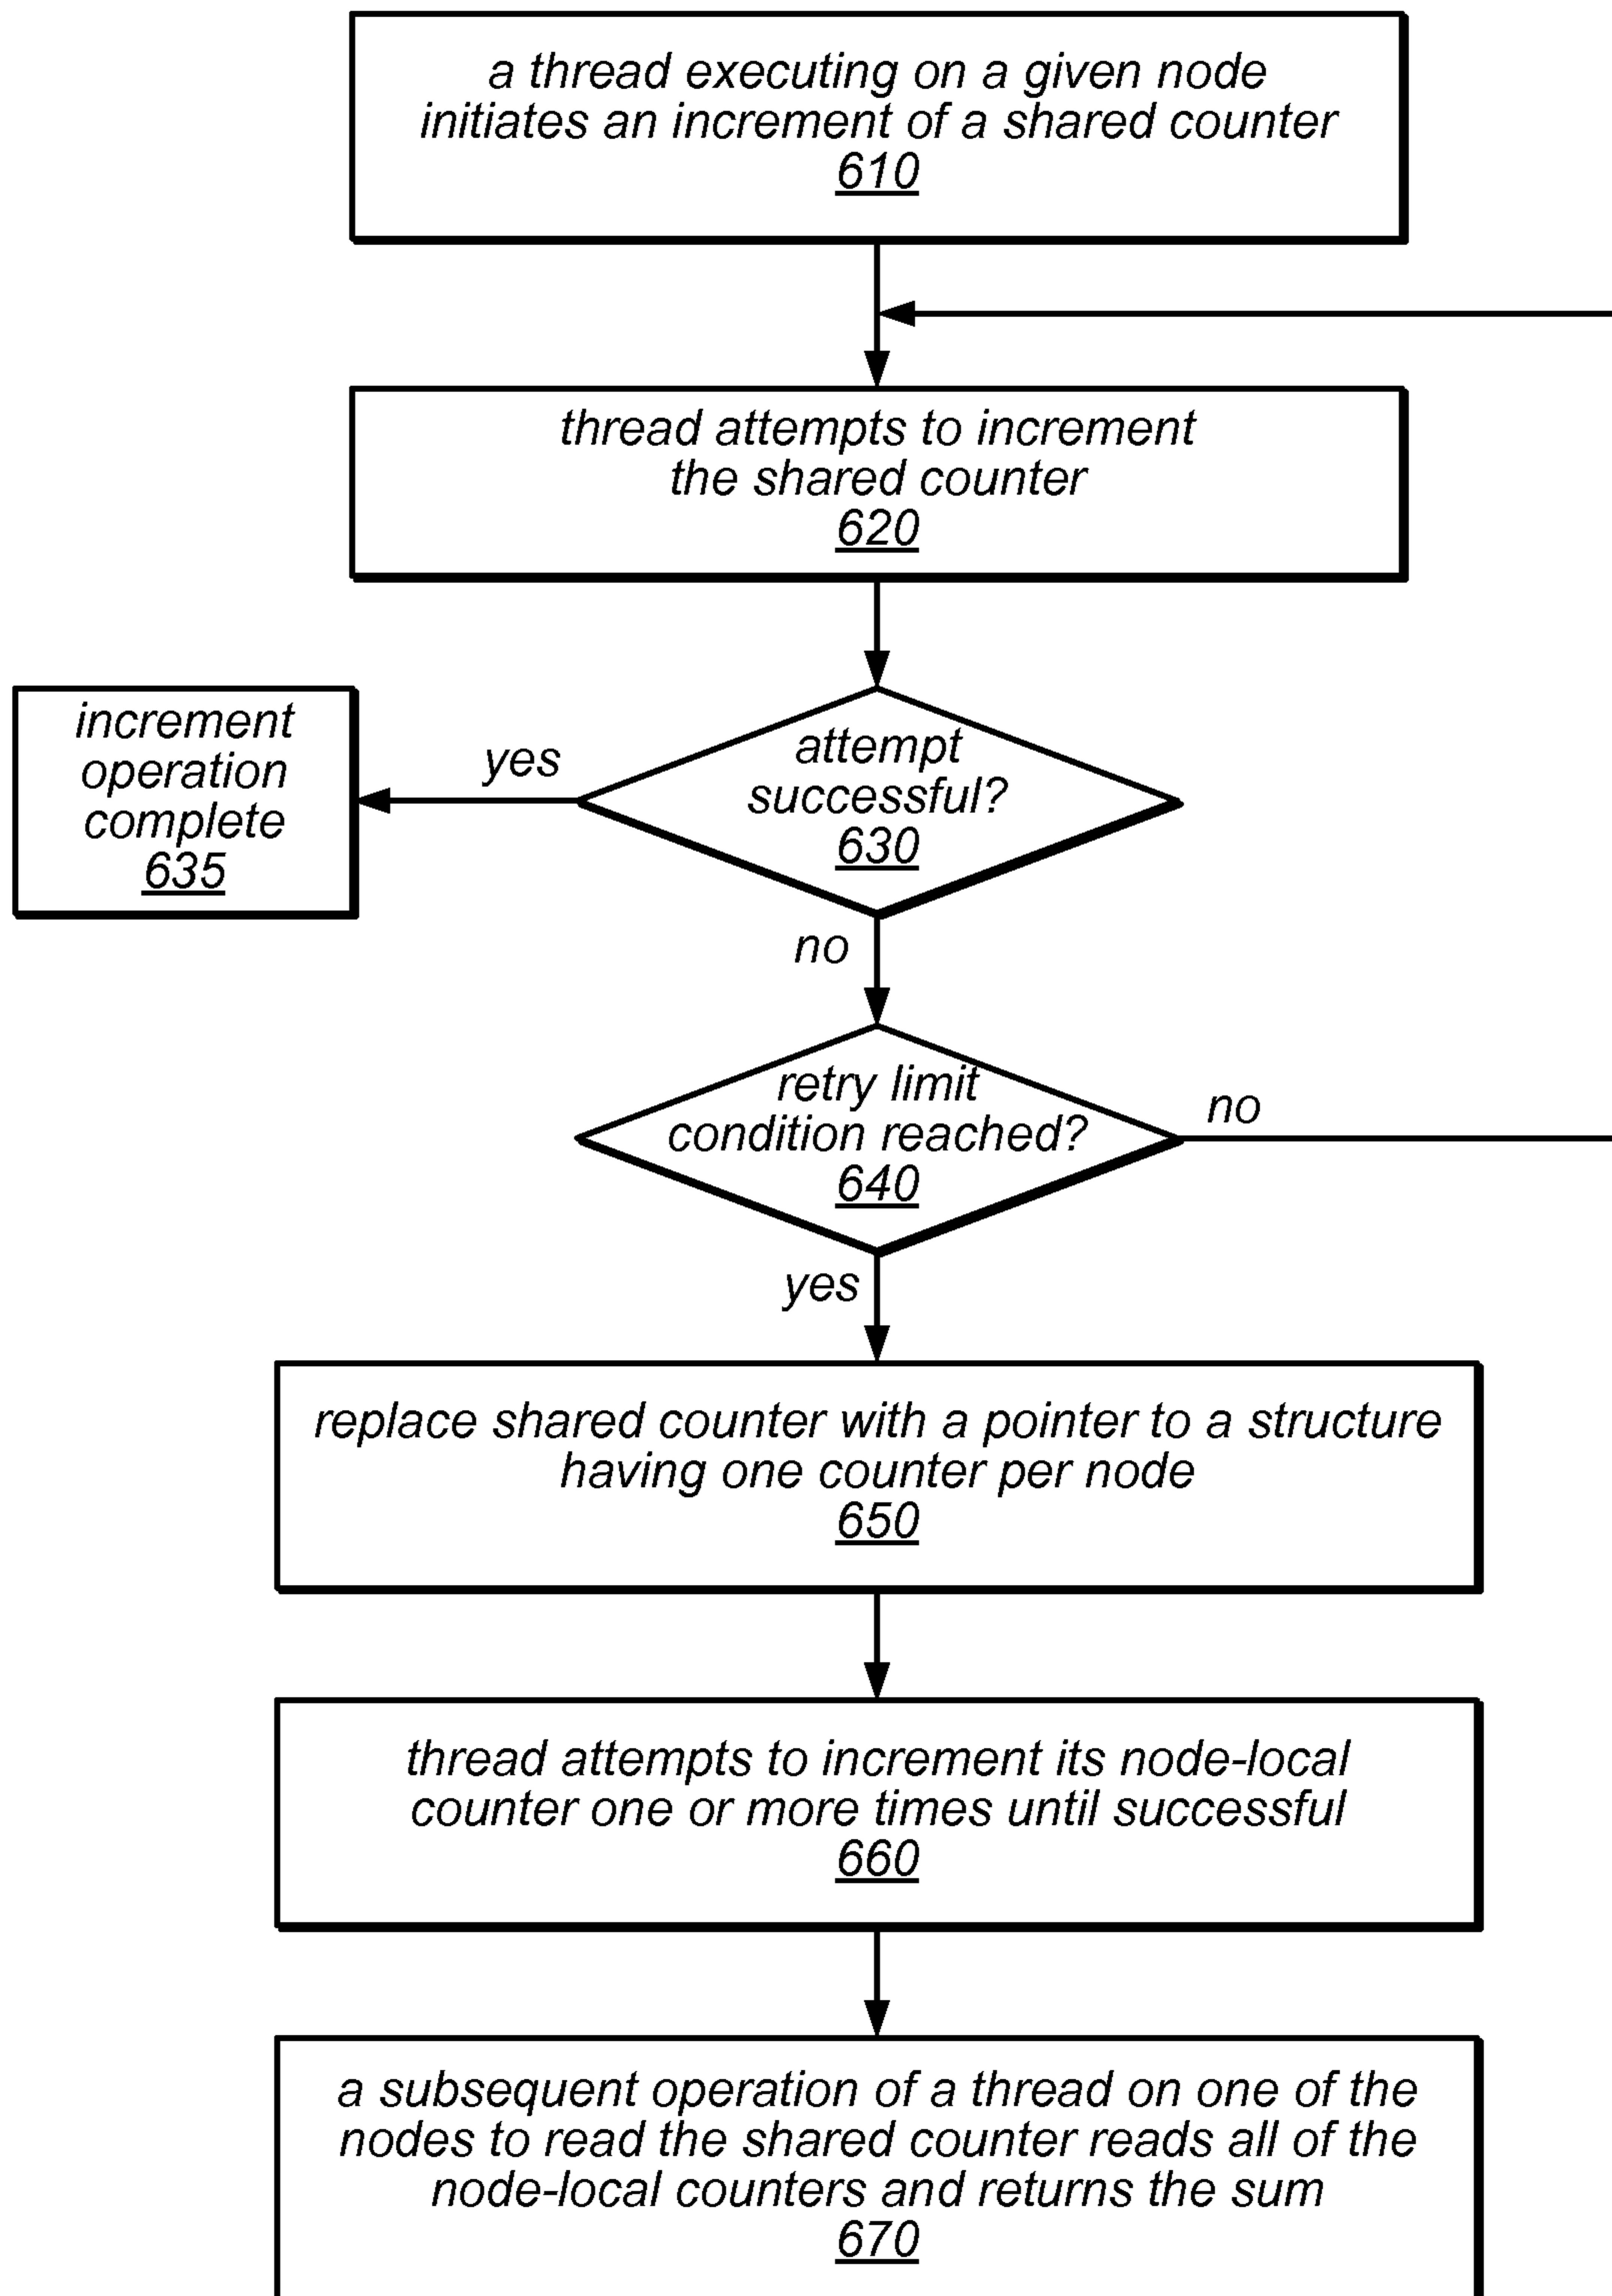 a thread executing on a given node
initiates an increment of a shared counter
610
thread attempts to increment
the shared counter
620
attempt
successful?
630
yes
increment
operation
complete
635
no
retry limit
condition reached?
640
no
yes
replace shared counter with a pointer to a structure
having one counter per node
650
thread attempts to increment its node-local
counter one or more times until successful
660
a subsequent operation of a thread on one of the
nodes to read the shared counter reads all of the
node-local counters and returns the sum
670